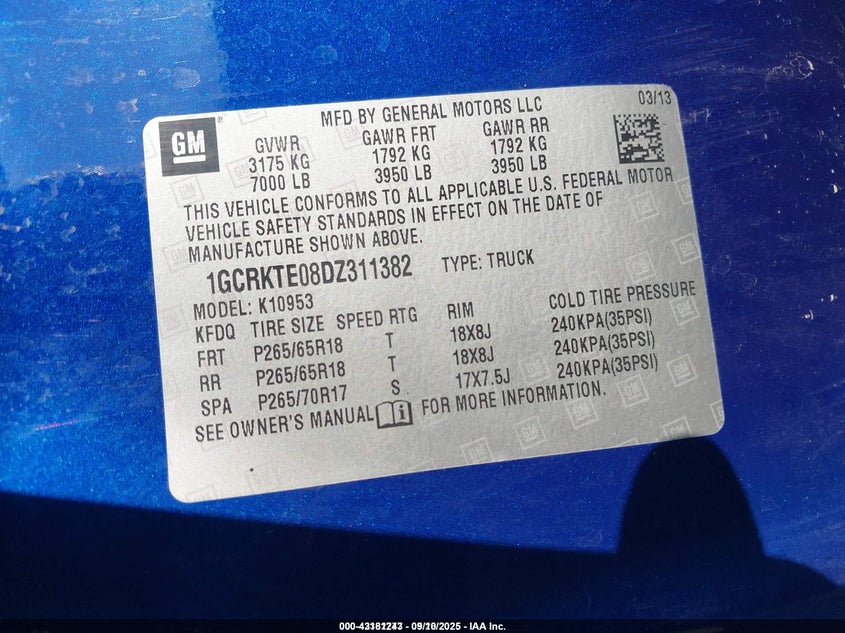 MFD BY GENERAL MOTORS LLC 03/13
GM ®
GVWR GAWR FRT GAWR RR
3175 KG 1792 KG 1792 KG
7000 LB 3950 LB 3950 LB
THIS VEHICLE CONFORMS TO ALL APPLICABLE U.S. FEDERAL MOTOR
VEHICLE SAFETY STANDARDS IN EFFECT ON THE DATE OF
MANUFACTURE SHOWN ABOVE.
1GCRKTE08DZ311382 TYPE: TRUCK
MODEL: K10953
KFDQ TIRE SIZE SPEED RTG RIM COLD TIRE PRESSURE
FRT P265/65R18 T 18X8J 240KPA(35PSI)
RR P265/65R18 T 18X8J 240KPA(35PSI)
SPA P265/70R17 S 17X7.5J 240KPA(35PSI)
SEE OWNER'S MANUAL FOR MORE INFORMATION.
- IAA Inc.